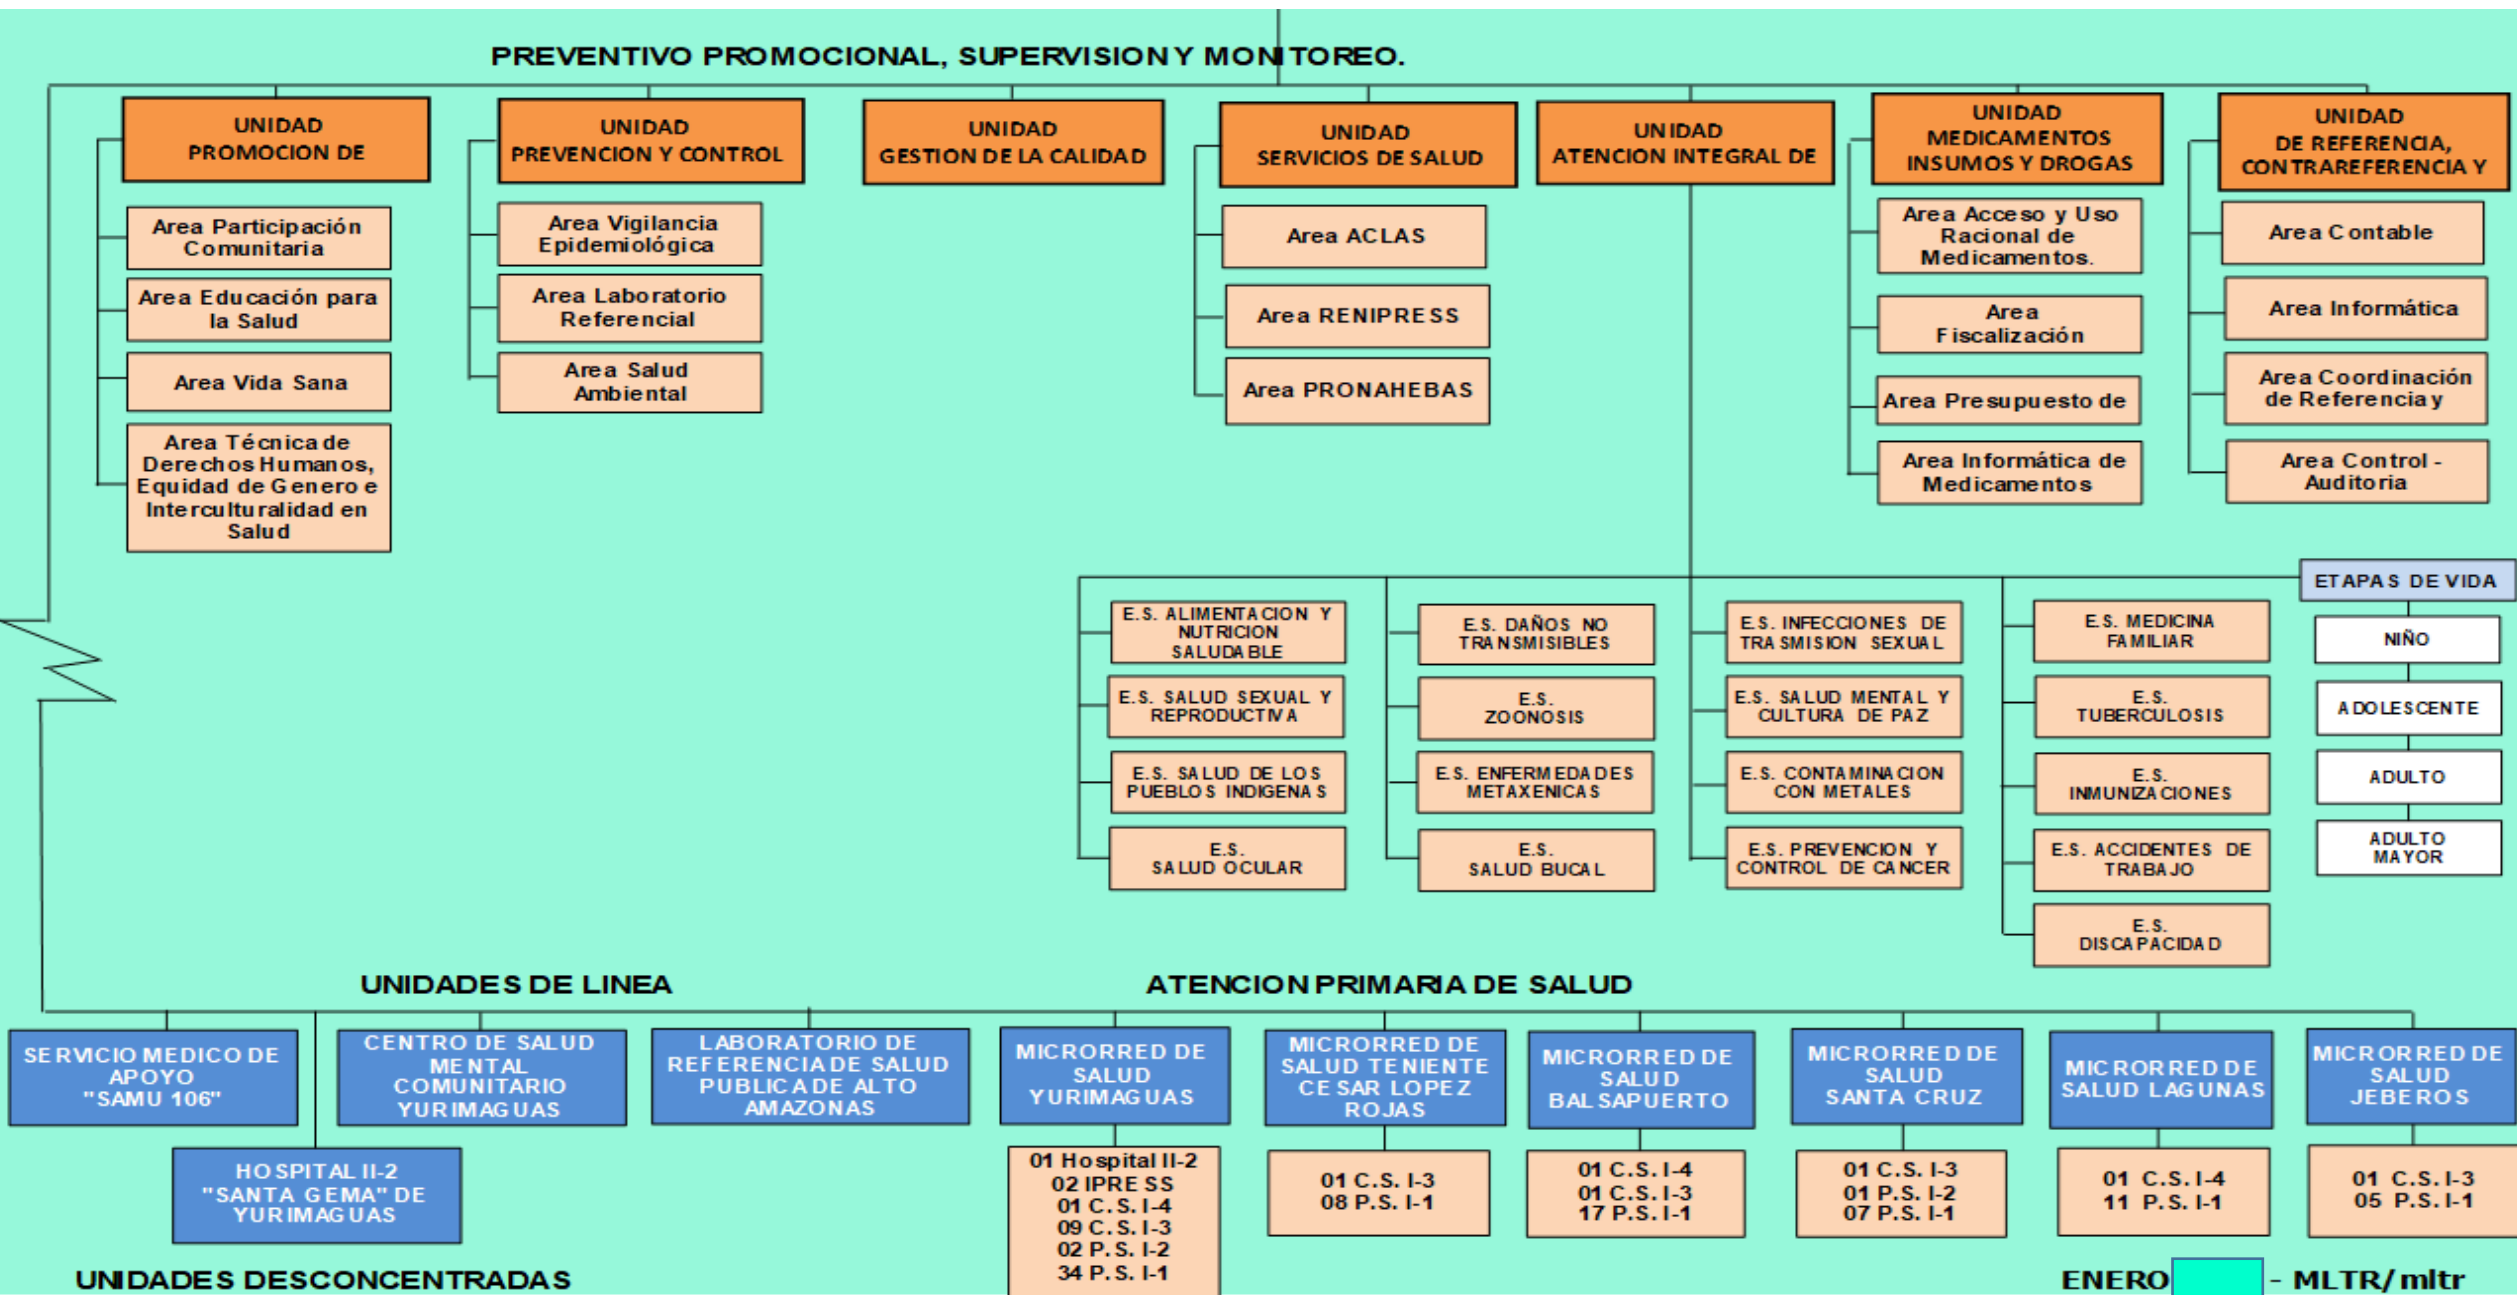 PREVENTIVO PROMOCIONAL, SUPERVISION Y MONITOREO.
UNIDAD
PROMOCION DE
Area Participación
Comunitaria
Area Educación para
la Salud
Area Vida Sana
Area Técnica de
Derechos Humanos,
Equidad de Genero e
Interculturalidad en
Salud
UNIDAD
PREVENCION Y CONTROL
Area Vigilancia
Epidemiológica
Area Laboratorio
Referencial
Area Salud
Ambiental
UNIDAD
GESTION DE LA CALIDAD
UNIDAD
SERVICIOS DE SALUD
Area ACLAS
Area RENIPRESS
Area PRONAHEBAS
UNIDAD
ATENCION INTEGRAL DE
UNIDAD
MEDICAMENTOS
INSUMOS Y DROGAS
Area Acceso y Uso
Racional de
Medicamentos.
Area
Fiscalización
Area Presupuesto de
Area Informática de
Medicamentos
UNIDAD
DE REFERENCIA,
CONTRAREFERENCIA Y
Area Contable
Area Informática
Area Coordinación
de Referencia y
Area Control -
Auditoria
E.S. ALIMENTACION Y
NUTRICION
SALUDABLE
E.S. SALUD SEXUAL Y
REPRODUCTIVA
E.S. SALUD DE LOS
PUEBLOS INDIGENAS
E.S.
SALUD OCULAR
E.S. DAÑOS NO
TRANSMISIBLES
E.S.
ZOONOSIS
E.S. ENFERMEDADES
METAXENICAS
E.S.
SALUD BUCAL
E.S. INFECCIONES DE
TRASMISION SEXUAL
E.S. SALUD MENTAL Y
CULTURA DE PAZ
E.S. CONTAMINACION
CON METALES
E.S. PREVENCION Y
CONTROL DE CANCER
E.S. MEDICINA
FAMILIAR
E.S.
TUBERCULOSIS
E.S.
INMUNIZACIONES
E.S. ACCIDENTES DE
TRABAJO
E.S.
DISCAPACIDAD
ETAPAS DE VIDA
NIÑO
ADOLESCENTE
ADULTO
ADULTO
MAYOR
UNIDADES DE LINEA
ATENCION PRIMARIA DE SALUD
SERVICIO MEDICO DE
APOYO
"SAMU 106"
HOSPITAL II-2
"SANTA GEMA" DE
YURIMAGUAS
CENTRO DE SALUD
MENTAL
COMUNITARIO
YURIMAGUAS
LABORATORIO DE
REFERENCIA DE SALUD
PUBLICA DE ALTO
AMAZONAS
MICRORRED DE
SALUD
YURIMAGUAS
01 Hospital II-2
02 IPRESS
01 C.S. I-4
09 C.S. I-3
02 P.S. I-2
34 P.S. I-1
MICRORRED DE
SALUD TENIENTE
CESAR LOPEZ
ROJAS
01 C.S. I-3
08 P.S. I-1
MICRORRED DE
SALUD
BALSAPUERTO
01 C.S. I-4
01 C.S. I-3
17 P.S. I-1
MICRORRED DE
SALUD
SANTA CRUZ
01 C.S. I-3
01 P.S. I-2
07 P.S. I-1
MICRORRED DE
SALUD LAGUNAS
01 C.S. I-4
11 P.S. I-1
MICRORRED DE
SALUD
JEBEROS
01 C.S. I-3
05 P.S. I-1
UNIDADES DESCONCENTRADAS
ENERO - MLTR/mltr